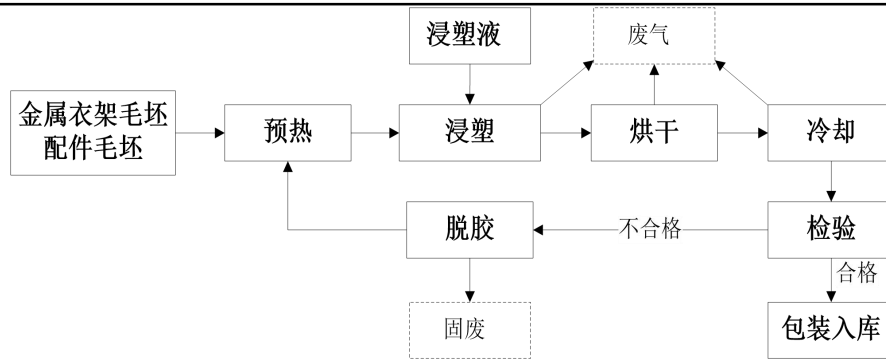 浸塑液
废气
金属衣架毛坯
配件毛坯
预热
浸塑
烘干
冷却
脱胶
不合格
检验
合格
固废
包装入库